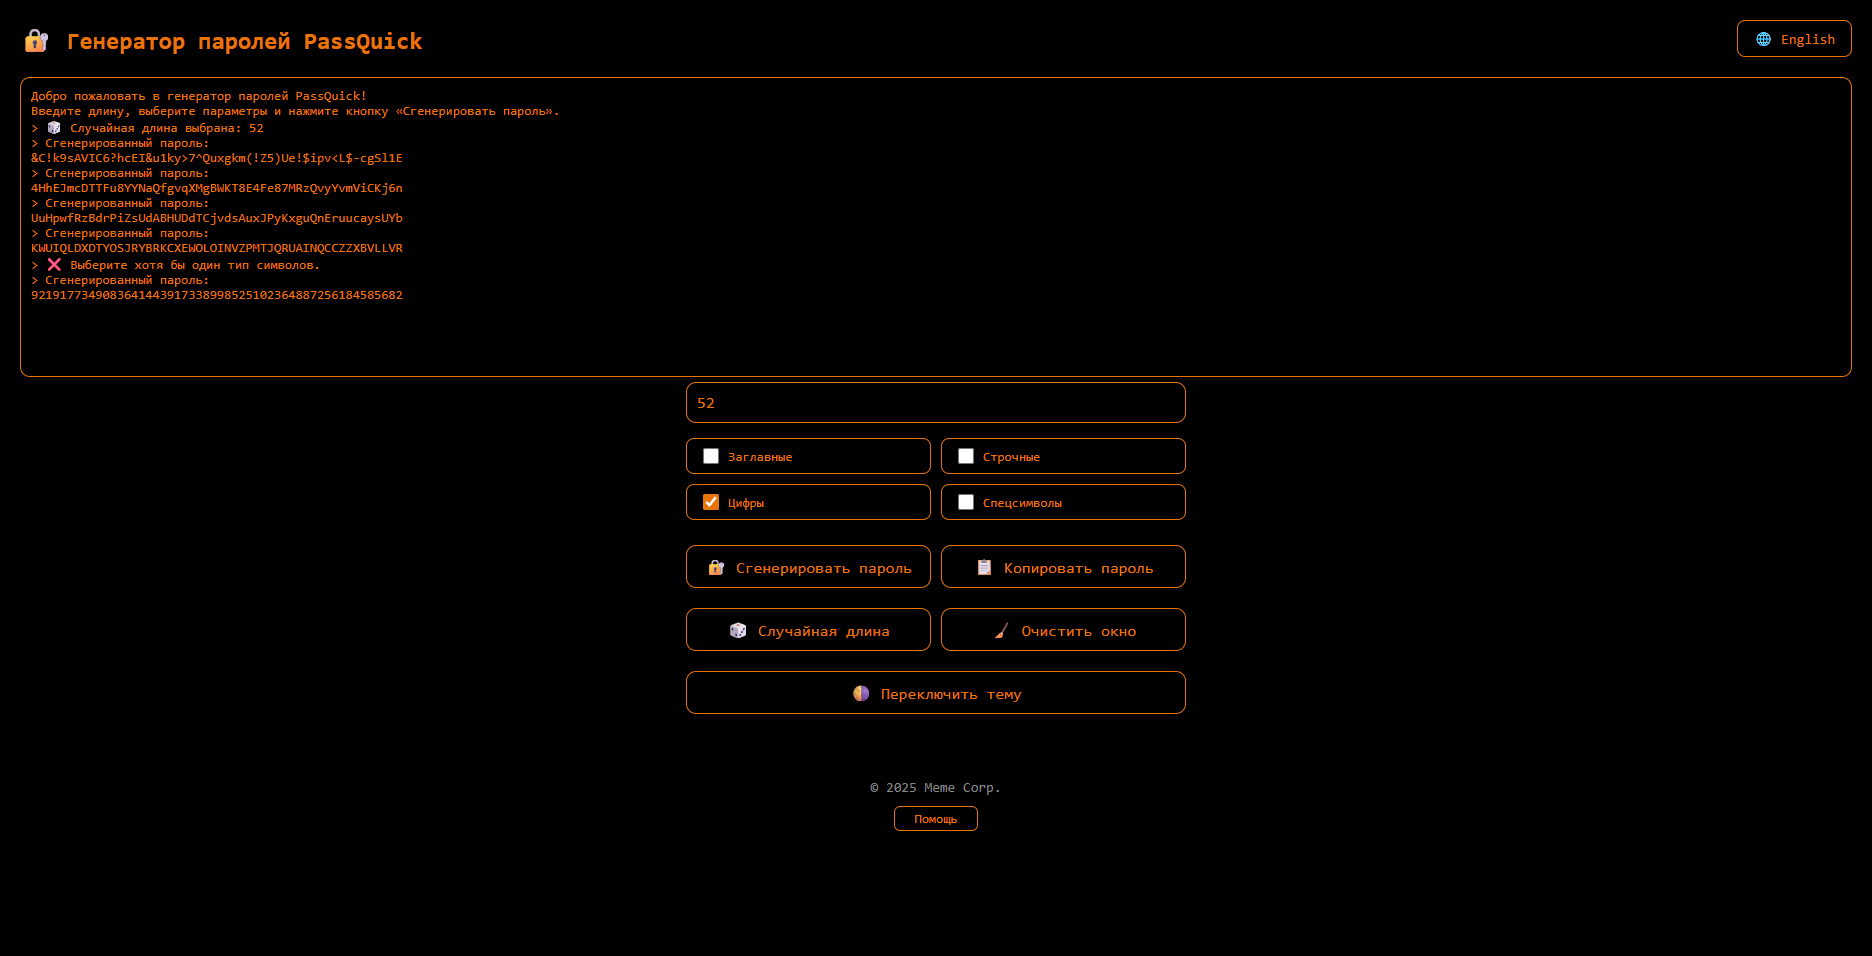 Генератор паролей PassQuick
English
Добро пожаловать в генератор паролей PassQuick!
Введите длину, выберите параметры и нажмите кнопку «Сгенерировать пароль».
> Случайная длина выбрана: 52
> Сгенерированный пароль:
&C!k9sAVIC6?hcEI&u1ky>7^Quxgkm(!Z5)Ue!$ipv<L$-cgSl1E
> Сгенерированный пароль:
4HhEJmcDTTFu8YYNaQfgvqXMgBWKT8E4Fe87MRzQvyYvmViCKj6n
> Сгенерированный пароль:
UuHpwfRzBdrPiZsUdABHUDdTCjvdsAuxJPyKxguQnEruucaysUYb
> Сгенерированный пароль:
KWUIQLDXDTYOSJRYBRKCXEWOLOINVZPMTJQRUAINQCCZZXBVLLVR
> ❌ Выберите хотя бы один тип символов.
> Сгенерированный пароль:
9219177349083641443917338998525102364887256184585682
52
Заглавные
Строчные
Цифры
Спецсимволы
Сгенерировать пароль
Копировать пароль
Случайная длина
Очистить окно
Переключить тему
© 2025 Meme Corp.
Помощь